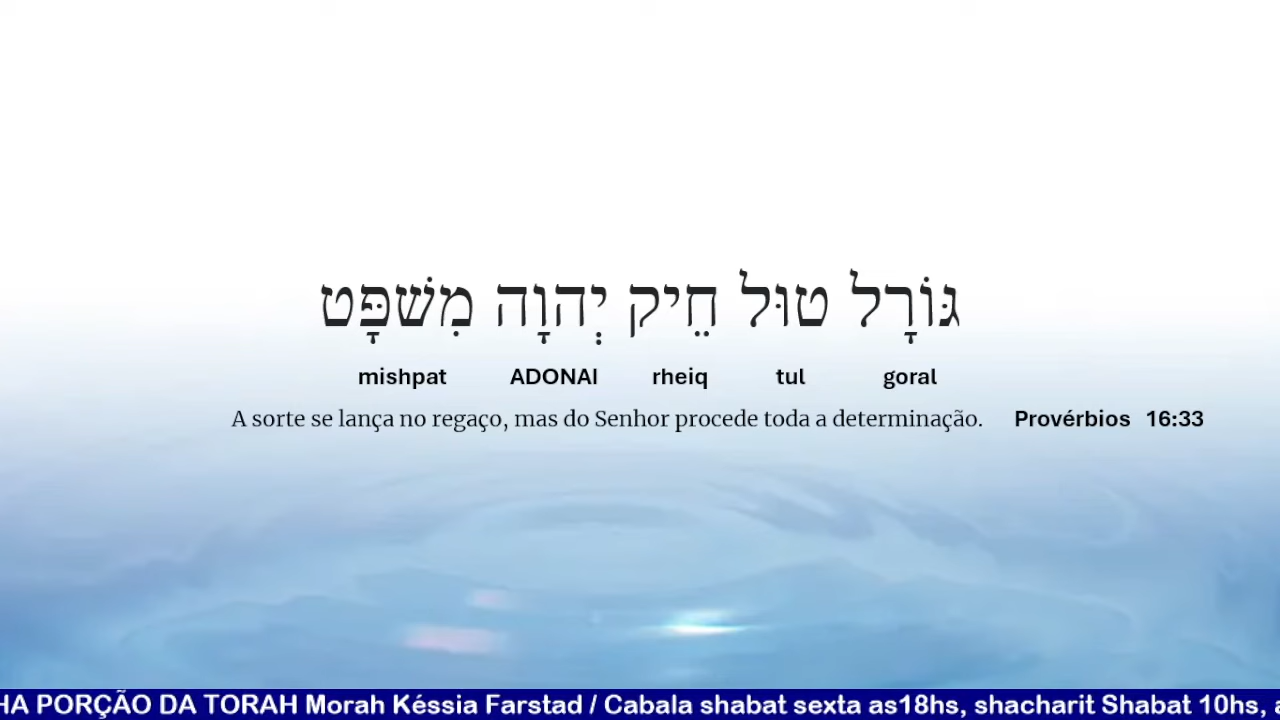 גּוֹרָל טוּל חֵיק יְהוָה מִשׁפָּט
mishpat ADONAI rheiq tul goral
A sorte se lança no regaço, mas do Senhor procede toda a determinação. Provérbios 16:33
HA PORÇÃO DA TORAH Morah Késsia Farstad / Cabala shabat sexta as18hs, shacharit Shabat 10hs, a